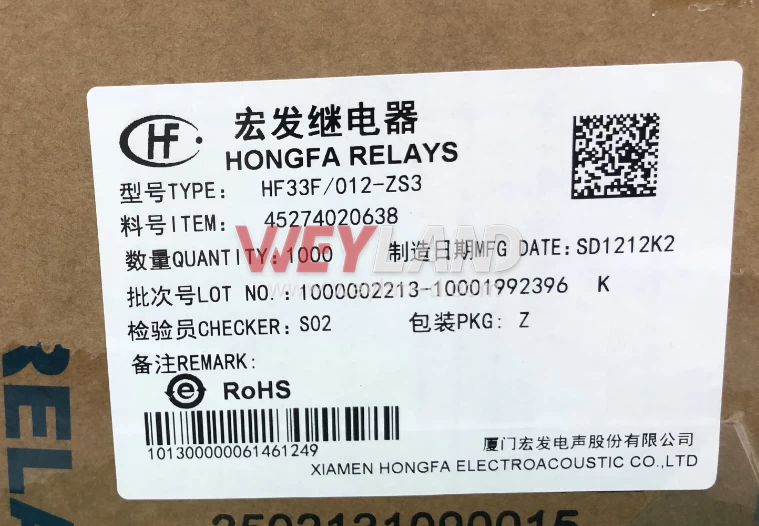 HF
宏发继电器
HONGFA RELAYS
型号TYPE: HF33F/012-ZS3
料号ITEM: 45274020638
WEYLAND
数量QUANTITY:1000 制造日期MFG DATE:SD1212K2
批次号LOT NO.:1000002213-10001992396 K
检验员CHECKER: S02 包装PKG: Z
备注REMARK:
e RoHS
101300000061461249
厦门宏发电声股份有限公司
XIAMEN HONGFA ELECTROACOUSTIC CO.,LTD
RELA